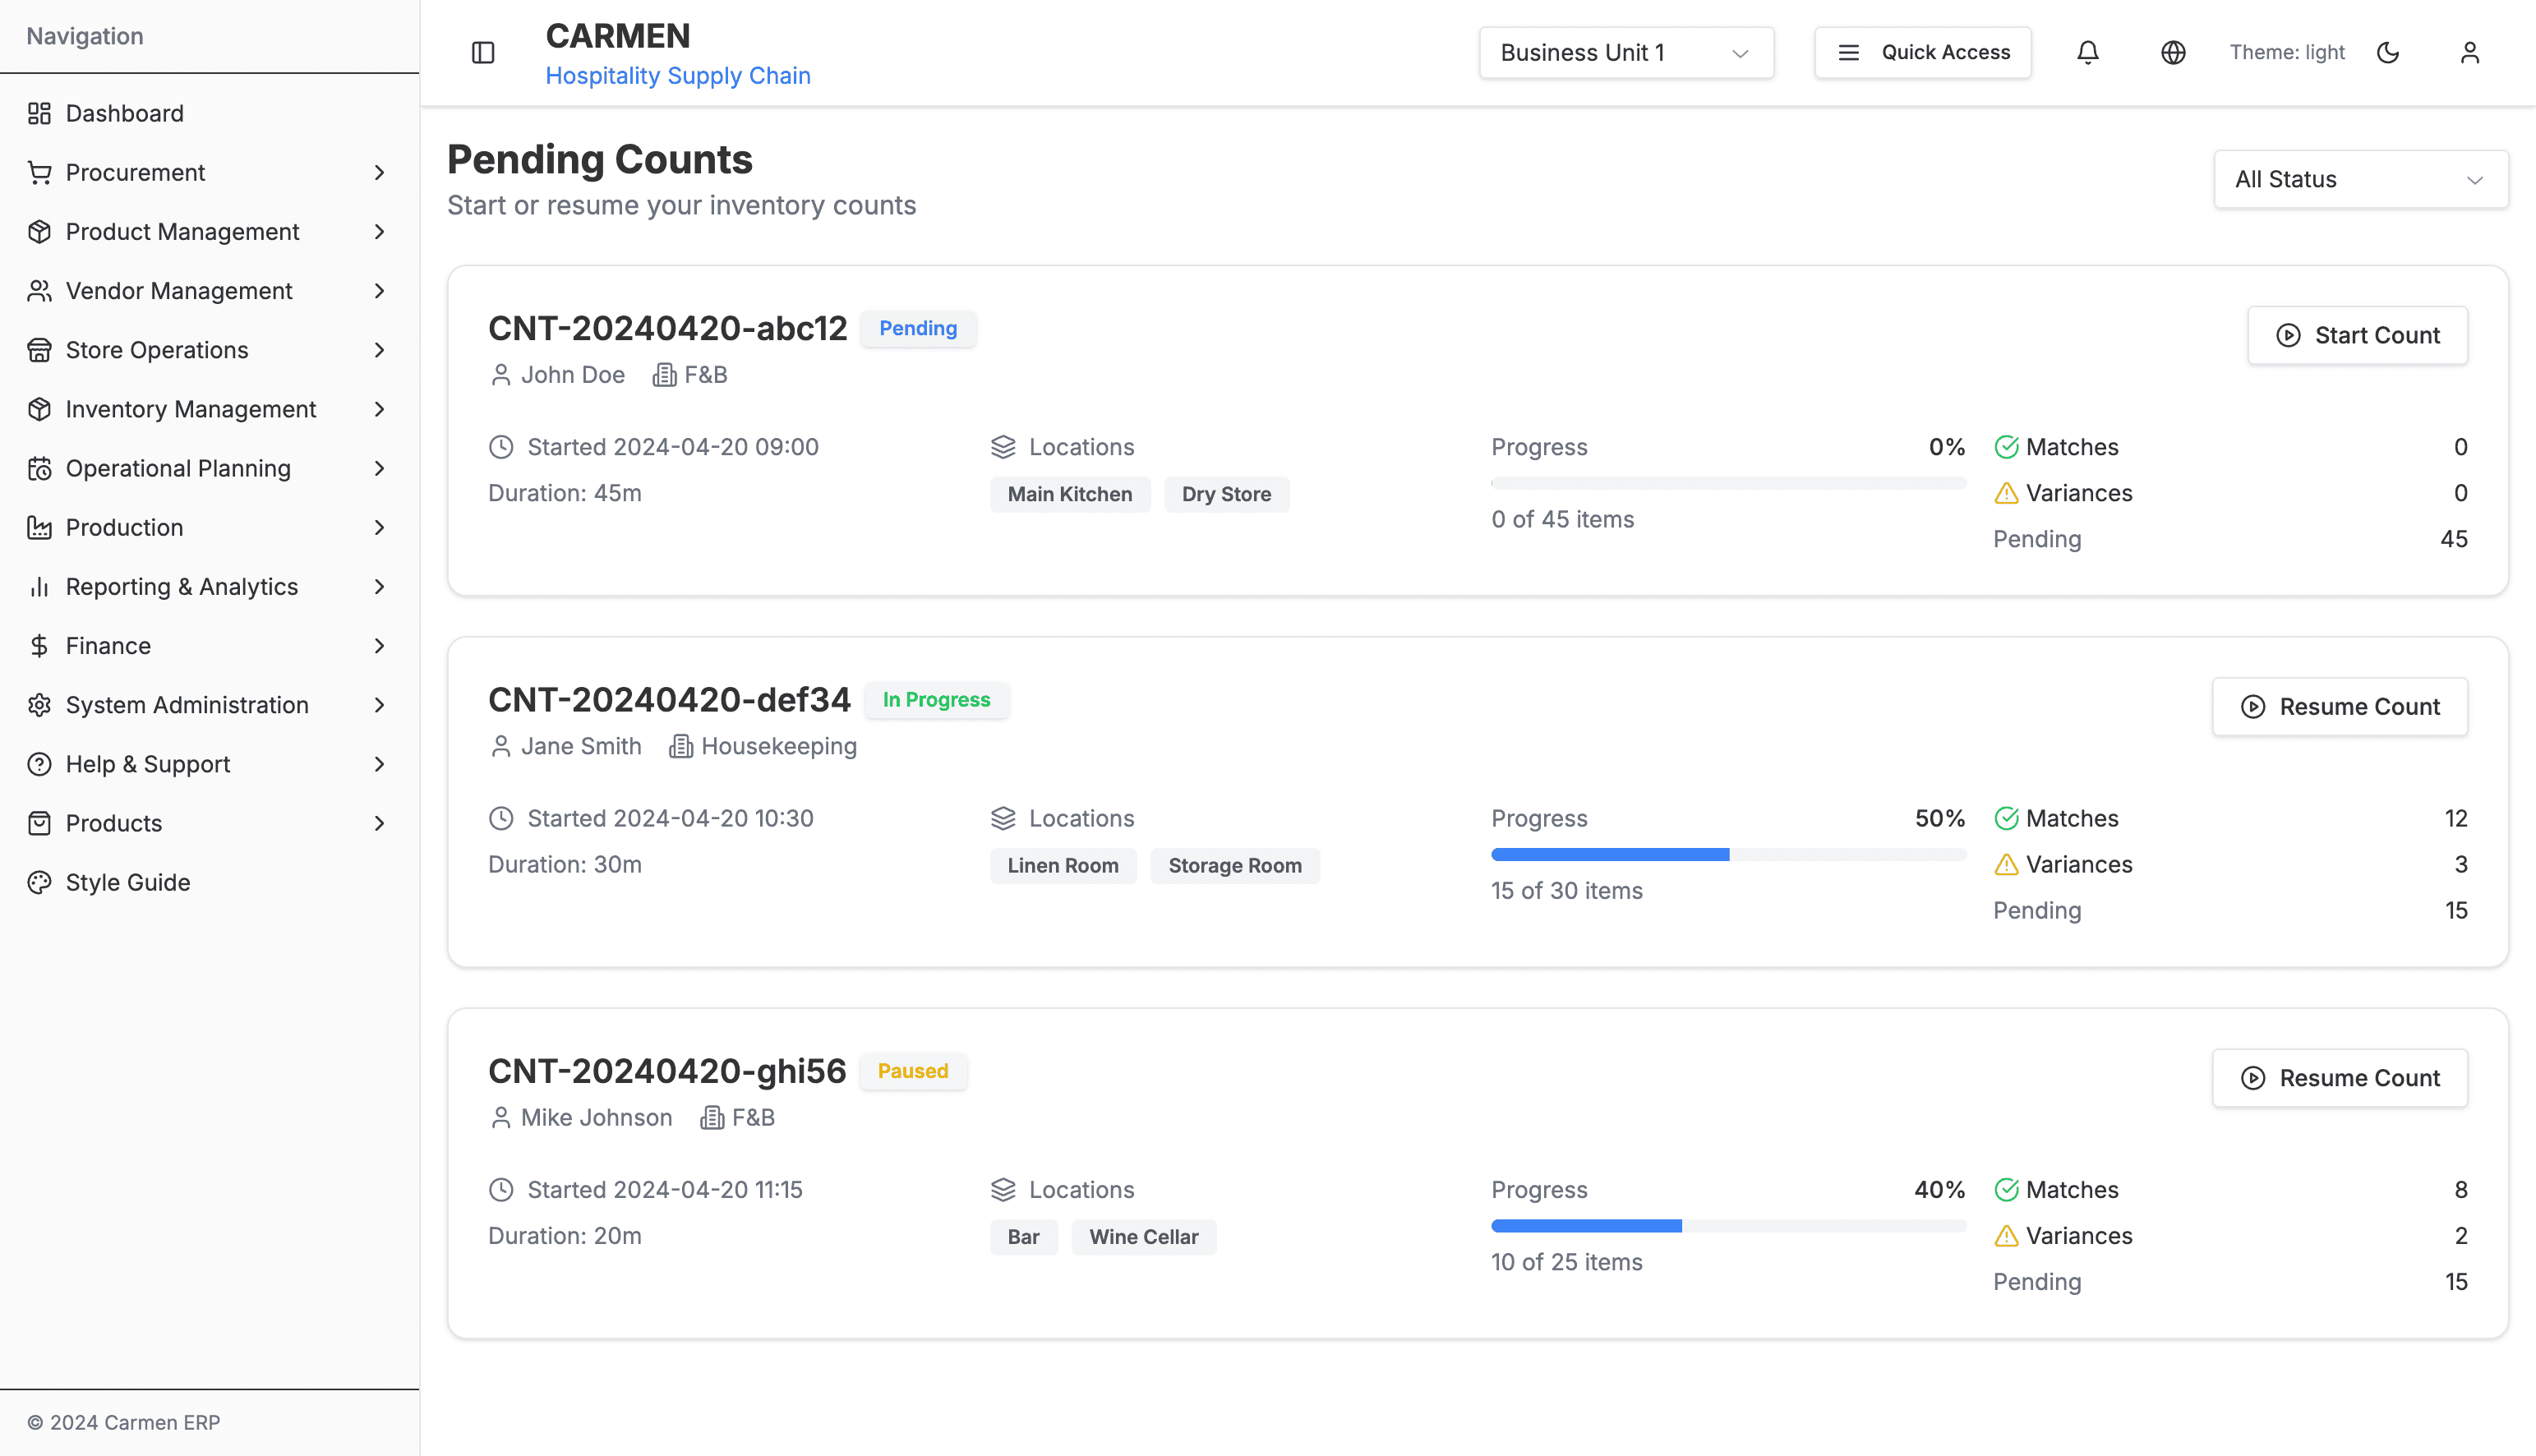 Navigation
Dashboard
Procurement
Product Management
Vendor Management
Store Operations
Inventory Management
Operational Planning
Production
Reporting & Analytics
Finance
System Administration
Help & Support
Products
Style Guide
© 2024 Carmen ERP
CARMEN
Hospitality Supply Chain
Business Unit 1
Quick Access
Theme: light
Pending Counts
Start or resume your inventory counts
All Status
CNT-20240420-abc12 Pending
John Doe F&B
Start Count
Started 2024-04-20 09:00
Duration: 45m
Locations
Main Kitchen Dry Store
Progress 0%
0 of 45 items
Matches 0
Variances 0
Pending 45
CNT-20240420-def34 In Progress
Jane Smith Housekeeping
Resume Count
Started 2024-04-20 10:30
Duration: 30m
Locations
Linen Room Storage Room
Progress 50%
15 of 30 items
Matches 12
Variances 3
Pending 15
CNT-20240420-ghi56 Paused
Mike Johnson F&B
Resume Count
Started 2024-04-20 11:15
Duration: 20m
Locations
Bar Wine Cellar
Progress 40%
10 of 25 items
Matches 8
Variances 2
Pending 15